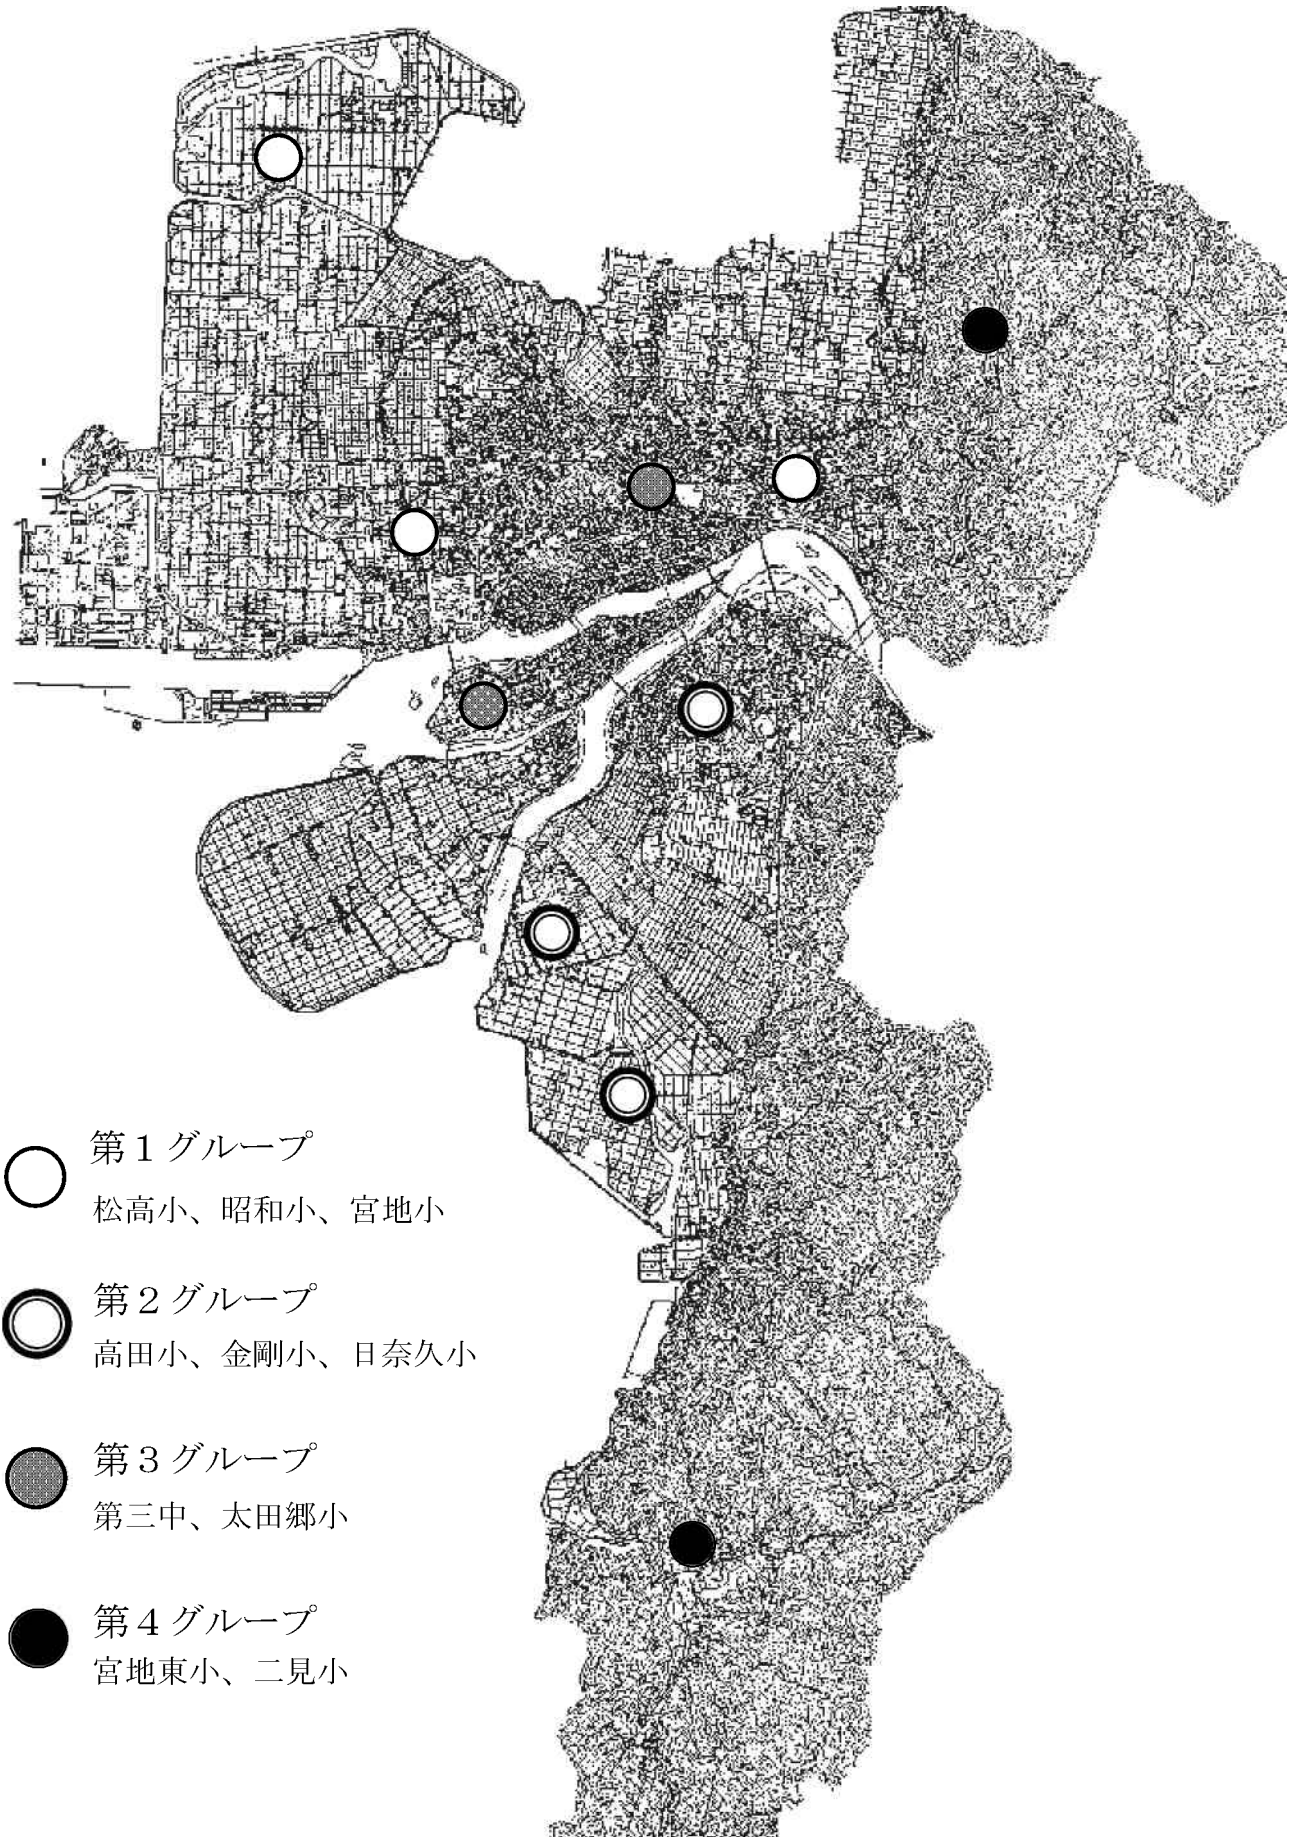 第１グループ
松高小、昭和小、宮地小
第２グループ
高田小、金剛小、日奈久小
第３グループ
第三中、太田郷小
第４グループ
宮地東小、二見小